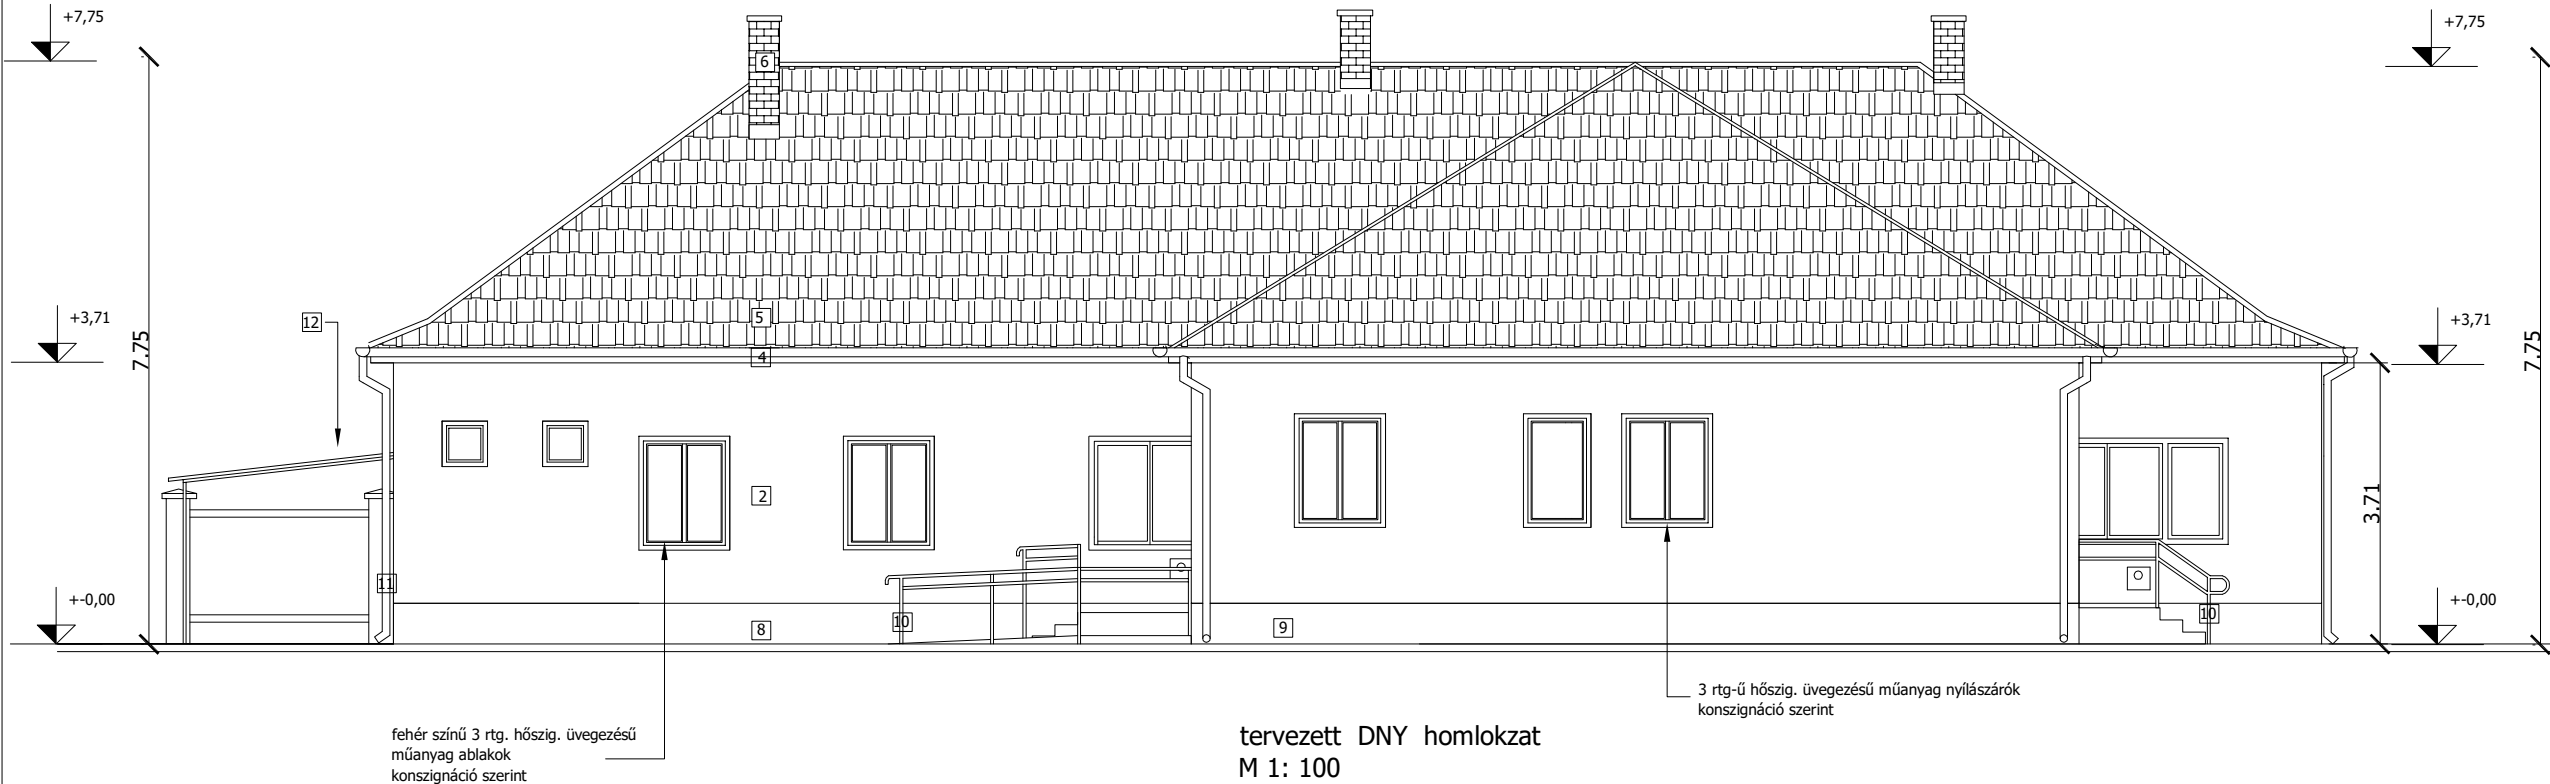 +7,75
+7,75
6
12
+3,71
5
+3,71
4
7.75
7.75
2
3.71
11
+-0,00
+-0,00
8
10
9
10
3 rtg-ű hőszig. üvegezésű műanyag nyílászárók
konszignáció szerint
fehér színű 3 rtg. hőszig. üvegezésű
műanyag ablakok
konszignáció szerint
tervezett DNY homlokzat
M 1: 100